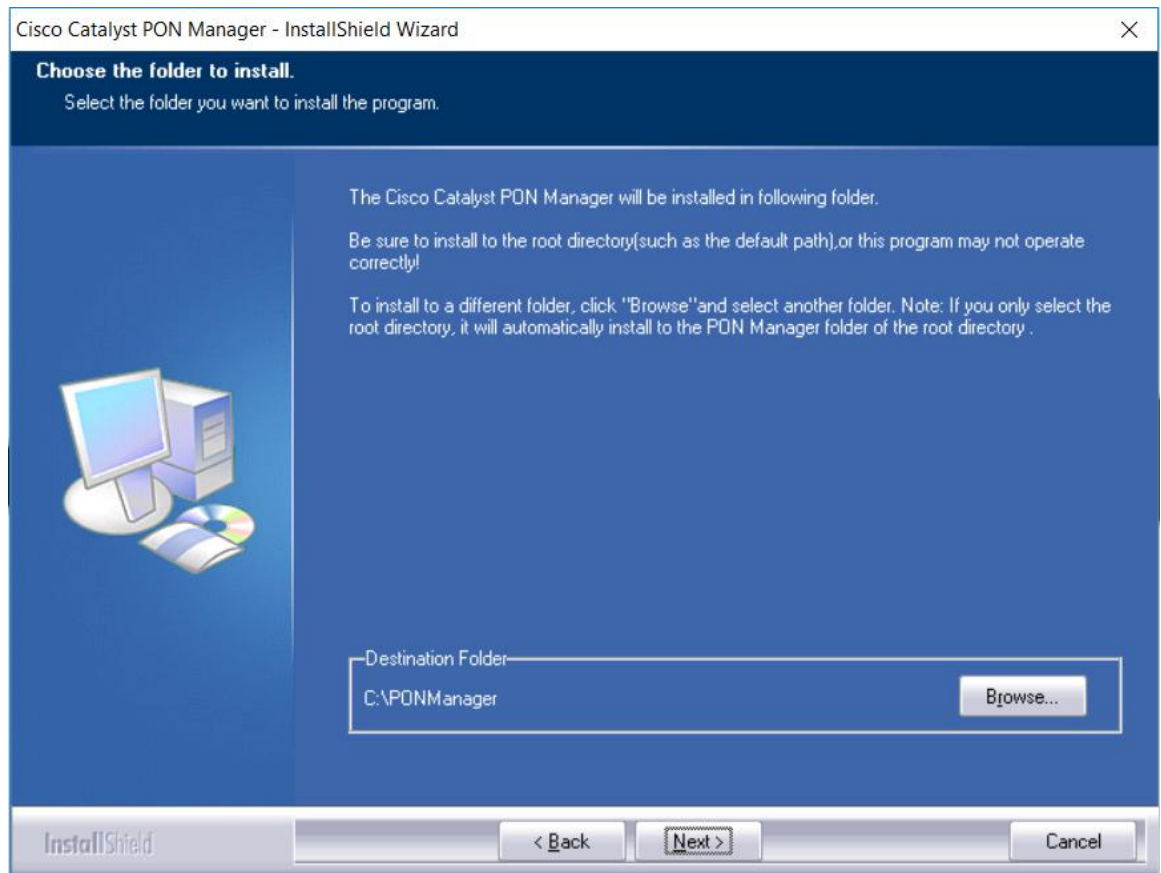 Cisco Catalyst PON Manager - InstallShield Wizard
Choose the folder to install.
Select the folder you want to install the program.
The Cisco Catalyst PON Manager will be installed in following folder.
Be sure to install to the root directory(such as the default path),or this program may not operate
correctly!
To install to a different folder, click "Browse"and select another folder. Note: If you only select the
root directory, it will automatically install to the PON Manager folder of the root directory .
Destination Folder
C:\PONManager
Browse...
InstallShield
< Back
Next >
Cancel